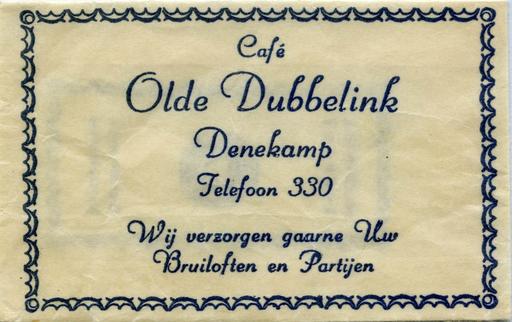 Café
Olde Dubbelink
Denekamp
Telefoon 330
Wij verzorgen gaarne Uw
Bruiloften en Partijen